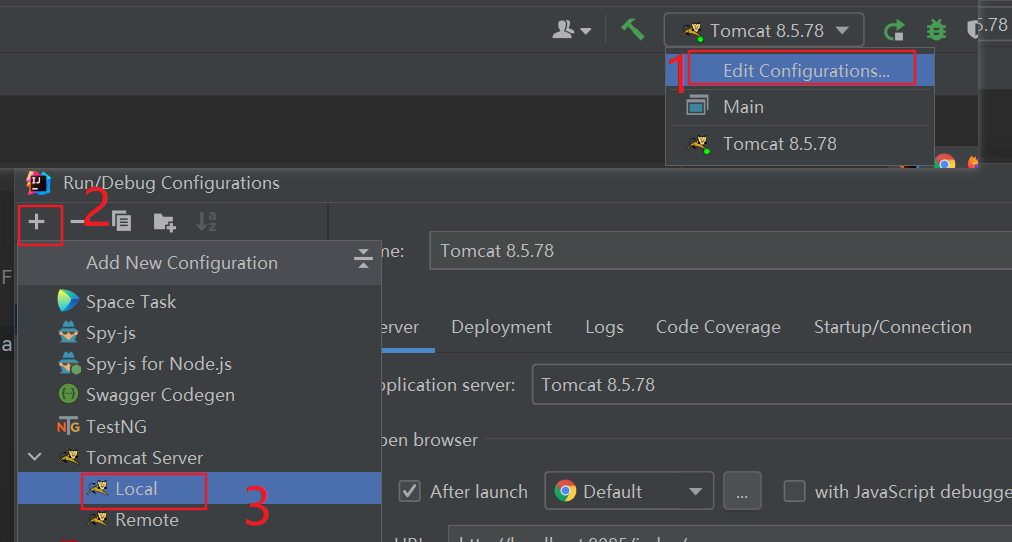 Tomcat 8.5.78
5.78
1
Edit Configurations...
Main
Tomcat 8.5.78
Run/Debug Configurations
2
Add New Configuration
me:
Tomcat 8.5.78
F
Space Task
erver
Deployment
Logs
Code Coverage
Startup/Connection
Spy-js
a
Spy-js for Node.js
pplication server:
Tomcat 8.5.78
Swagger Codegen
TestNG
pen browser
Tomcat Server
Local
3
After launch
Default
...
with JavaScript debugge
Remote